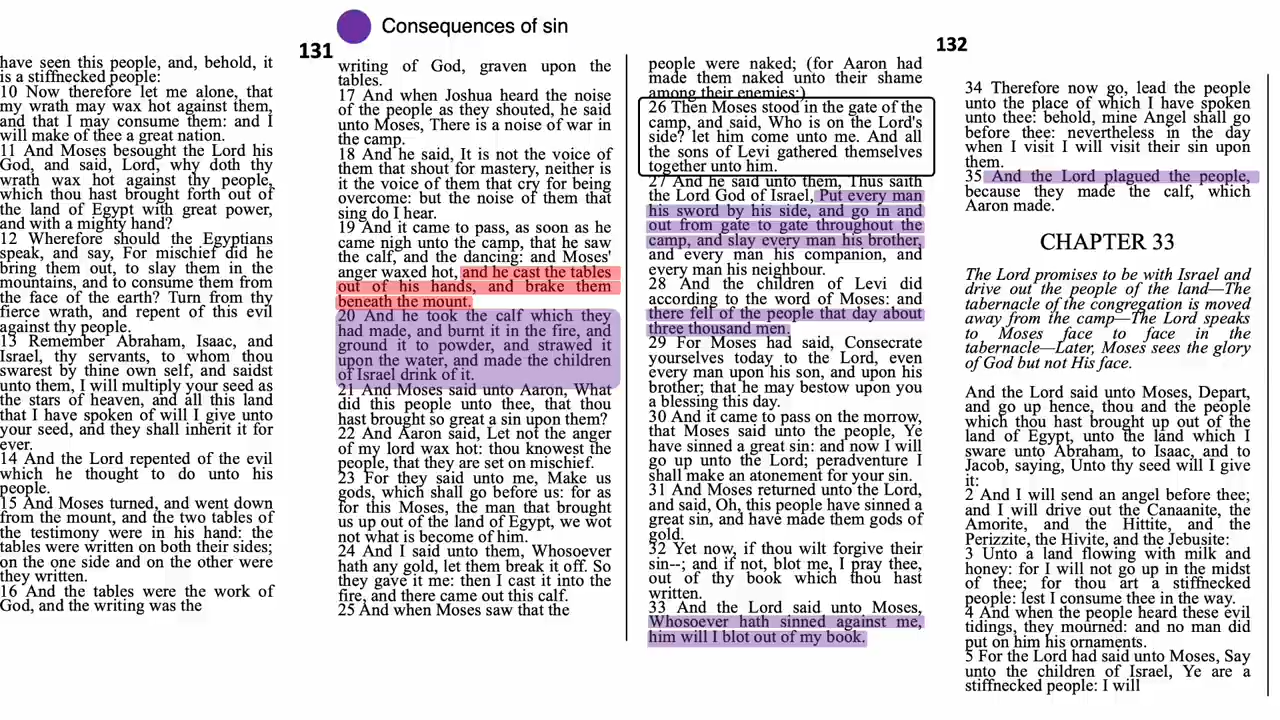 Consequences of sin
131
132
have seen this people, and, behold, it
is a stiffnecked people:
10 Now therefore let me alone, that
my wrath may wax hot against them,
and that I may consume them: and I
will make of thee a great nation.
11 And Moses besought the Lord his
God, and said, Lord, why doth thy
wrath wax hot against thy people,
which thou hast brought forth out of
the land of Egypt with great power,
and with a mighty hand?
12 Wherefore should the Egyptians
speak, and say, For mischief did he
bring them out, to slay them in the
mountains, and to consume them from
the face of the earth? Turn from thy
fierce wrath, and repent of this evil
against thy people.
13 Remember Abraham, Isaac, and
Israel, thy servants, to whom thou
swarest by thine own self, and saidst
unto them, I will multiply your seed as
the stars of heaven, and all this land
that I have spoken of will I give unto
your seed, and they shall inherit it for
ever.
14 And the Lord repented of the evil
which he thought to do unto his
people.
15 And Moses turned, and went down
from the mount, and the two tables of
the testimony were in his hand: the
tables were written on both their sides;
on the one side and on the other were
they written.
16 And the tables were the work of
God, and the writing was the
writing of God, graven upon the
tables.
17 And when Joshua heard the noise
of the people as they shouted, he said
unto Moses, There is a noise of war in
the camp.
18 And he said, It is not the voice of
them that shout for mastery, neither is
it the voice of them that cry for being
overcome: but the noise of them that
sing do I hear.
19 And it came to pass, as soon as he
came nigh unto the camp, that he saw
the calf, and the dancing: and Moses'
anger waxed hot, and he cast the tables
out of his hands, and brake them
beneath the mount.
20 And he took the calf which they
had made, and burnt it in the fire, and
ground it to powder, and strawed it
upon the water, and made the children
of Israel drink of it.
21 And Moses said unto Aaron, What
did this people unto thee, that thou
hast brought so great a sin upon them?
22 And Aaron said, Let not the anger
of my lord wax hot: thou knowest the
people, that they are set on mischief.
23 For they said unto me, Make us
gods, which shall go before us: for as
for this Moses, the man that brought
us up out of the land of Egypt, we wot
not what is become of him.
24 And I said unto them, Whosoever
hath any gold, let them break it off. So
they gave it me: then I cast it into the
fire, and there came out this calf.
25 And when Moses saw that the
people were naked; (for Aaron had
made them naked unto their shame
among their enemies:)
26 Then Moses stood in the gate of the
camp, and said, Who is on the Lord's
side? let him come unto me. And all
the sons of Levi gathered themselves
together unto him.
27 And he said unto them, Thus saith
the Lord God of Israel, Put every man
his sword by his side, and go in and
out from gate to gate throughout the
camp, and slay every man his brother,
and every man his companion, and
every man his neighbour.
28 And the children of Levi did
according to the word of Moses: and
there fell of the people that day about
three thousand men.
29 For Moses had said, Consecrate
yourselves today to the Lord, even
every man upon his son, and upon his
brother; that he may bestow upon you
a blessing this day.
30 And it came to pass on the morrow,
that Moses said unto the people, Ye
have sinned a great sin: and now I will
go up unto the Lord; peradventure I
shall make an atonement for your sin.
31 And Moses returned unto the Lord,
and said, Oh, this people have sinned a
great sin, and have made them gods of
gold.
32 Yet now, if thou wilt forgive their
sin--; and if not, blot me, I pray thee,
out of thy book which thou hast
written.
33 And the Lord said unto Moses,
Whosoever hath sinned against me,
him will I blot out of my book.
34 Therefore now go, lead the people
unto the place of which I have spoken
unto thee: behold, mine Angel shall go
before thee: nevertheless in the day
when I visit I will visit their sin upon
them.
35 And the Lord plagued the people,
because they made the calf, which
Aaron made.
CHAPTER 33
The Lord promises to be with Israel and
drive out the people of the land—The
tabernacle of the congregation is moved
away from the camp—The Lord speaks
to Moses face to face in the
tabernacle—Later, Moses sees the glory
of God but not His face.
And the Lord said unto Moses, Depart,
and go up hence, thou and the people
which thou hast brought up out of the
land of Egypt, unto the land which I
sware unto Abraham, to Isaac, and to
Jacob, saying, Unto thy seed will I give
it:
2 And I will send an angel before thee;
and I will drive out the Canaanite, the
Amorite, and the Hittite, and the
Perizzite, the Hivite, and the Jebusite:
3 Unto a land flowing with milk and
honey: for I will not go up in the midst
of thee; for thou art a stiffnecked
people: lest I consume thee in the way.
4 And when the people heard these evil
tidings, they mourned: and no man did
put on him his ornaments.
5 For the Lord had said unto Moses, Say
unto the children of Israel, Ye are a
stiffnecked people: I will